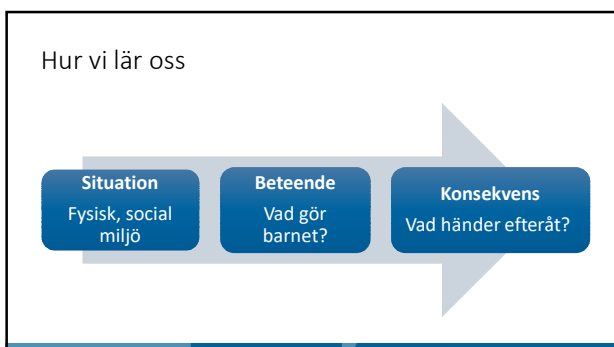 Hur vi lär oss
Situation
Fysisk, social
miljö
Beteende
Vad gör
barnet?
Konsekvens
Vad händer efteråt?